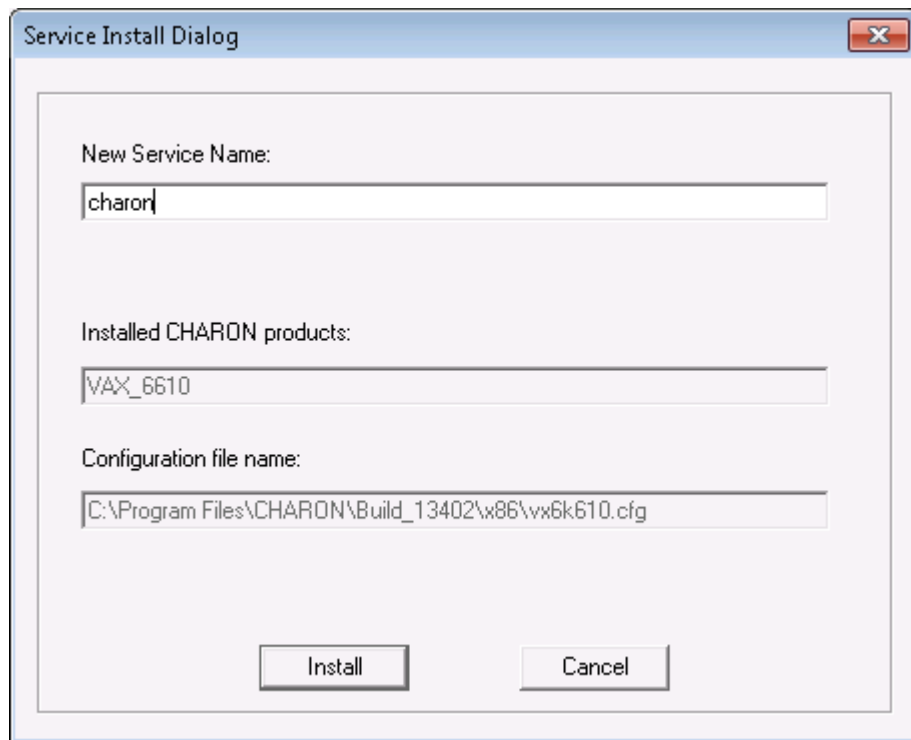 Service Install Dialog
New Service Name:
charon
Installed CHARON products:
VAX_6610
Configuration file name:
C:\Program Files\CHARON\Build_13402\x86\vx6k610.cfg
Install Cancel